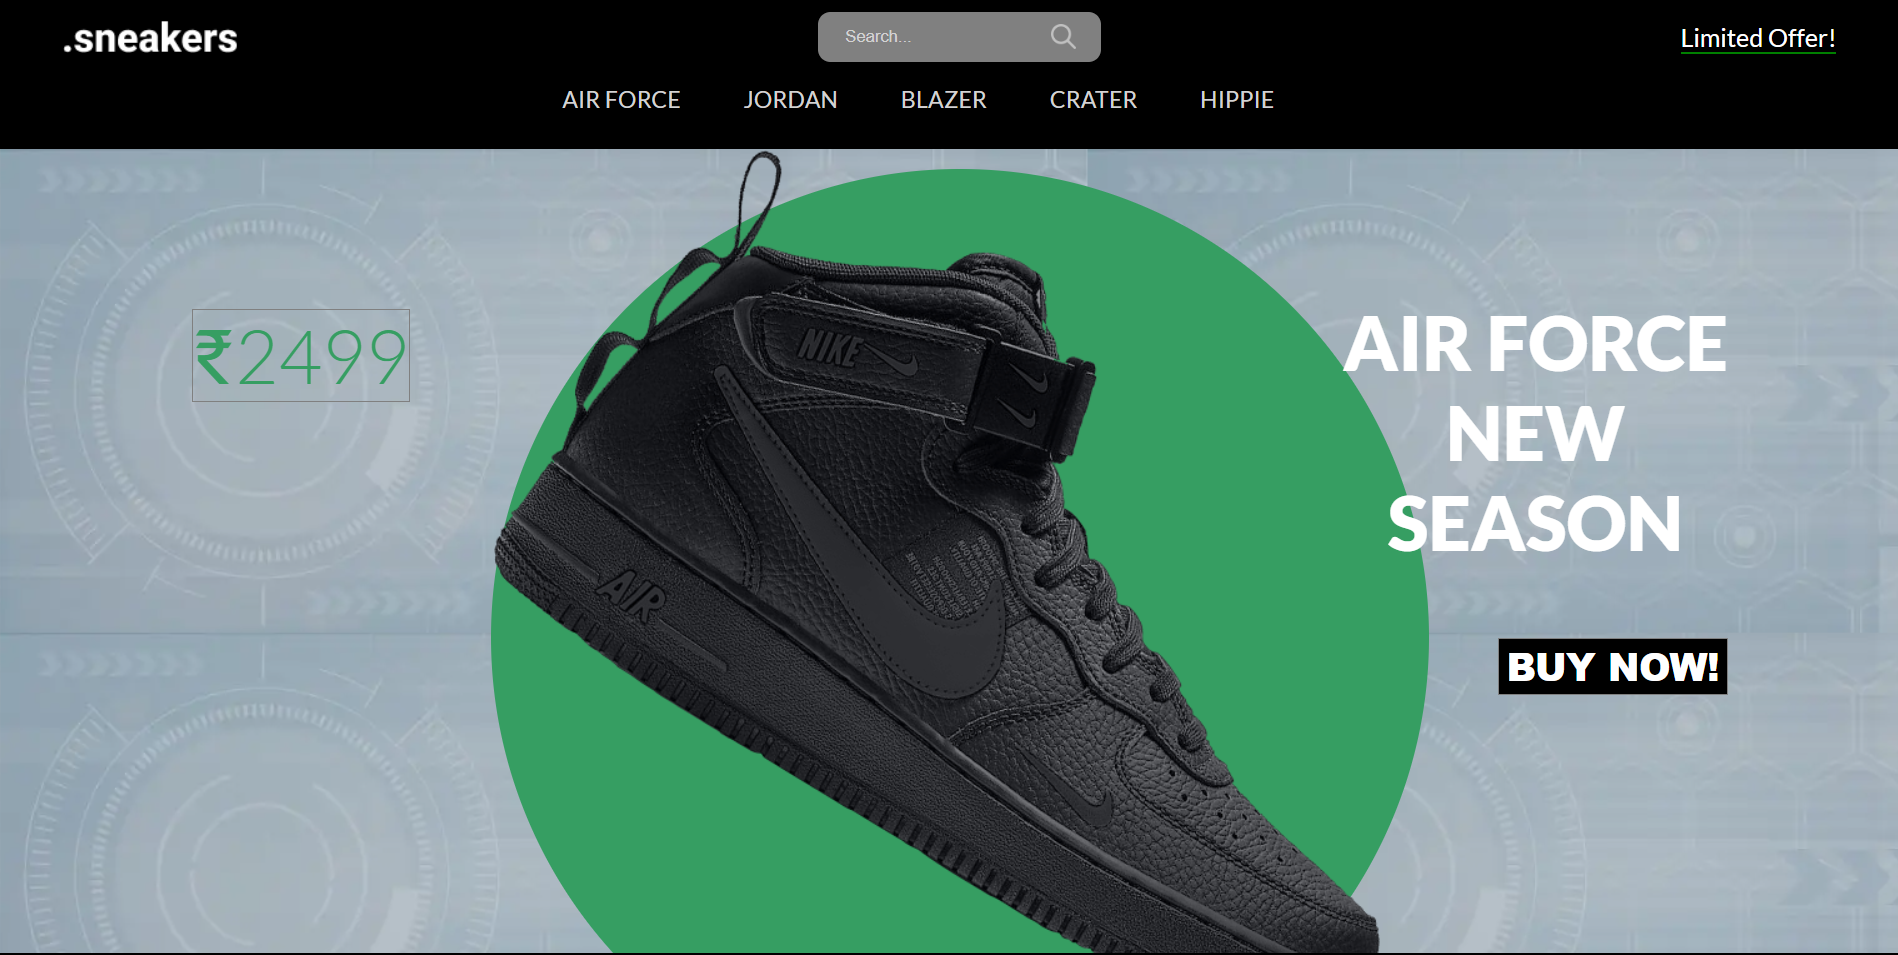 .sneakers
Search...
Limited Offer!
AIR FORCE
JORDAN
BLAZER
CRATER
HIPPIE
₹2499
NIKE
AIR
AIR FORCE
NEW
SEASON
BUY NOW!